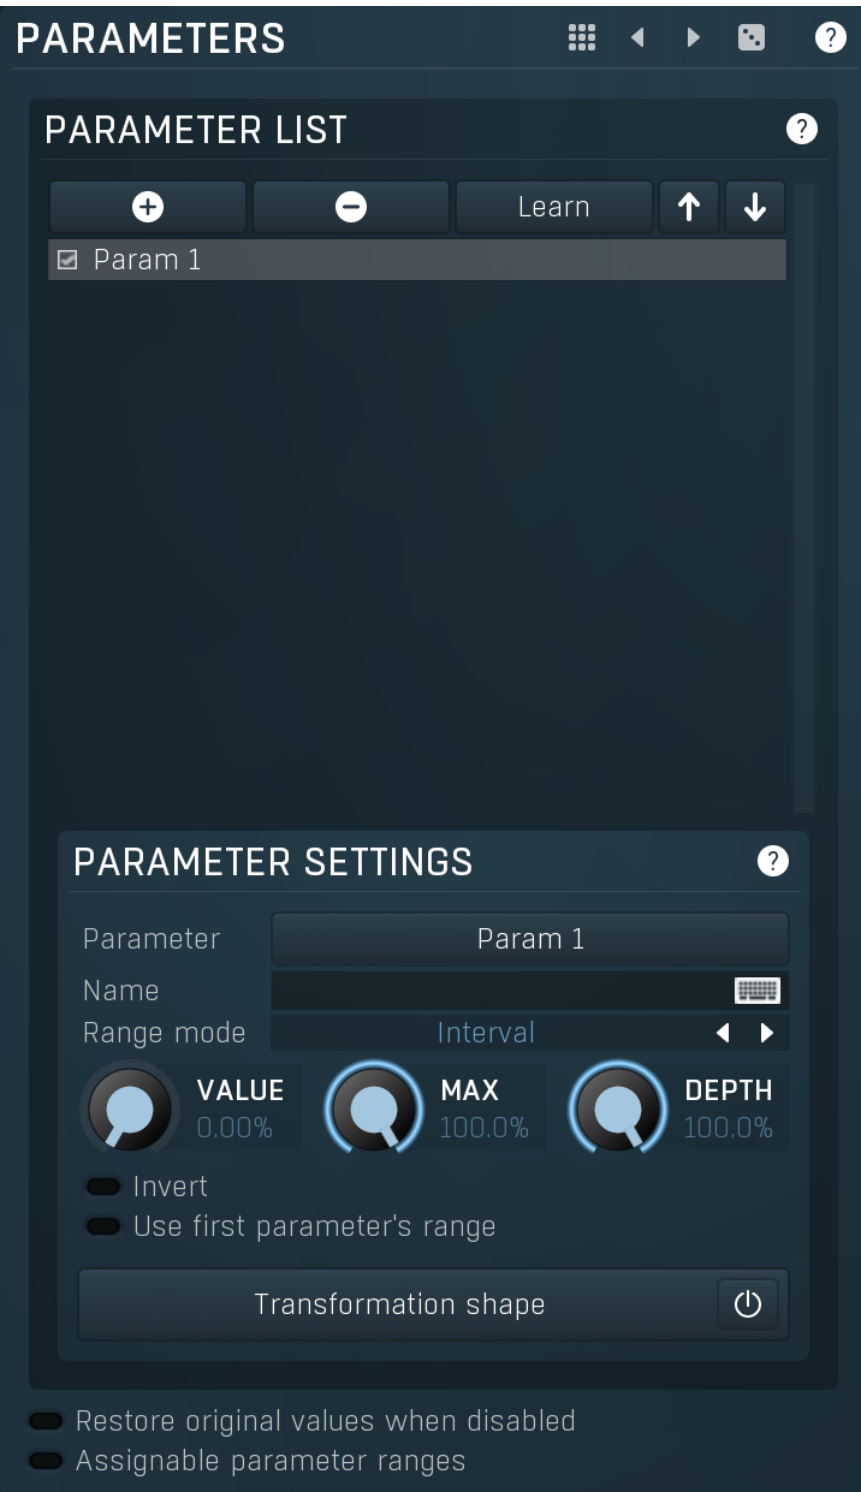 PARAMETERS ?
PARAMETER LIST ?
Learn
Param 1
PARAMETER SETTINGS ?
Parameter Param 1
Name
Range mode Interval
VALUE MAX DEPTH
0.00% 100.0% 100.0%
Invert
Use first parameter's range
Transformation shape
Restore original values when disabled
Assignable parameter ranges